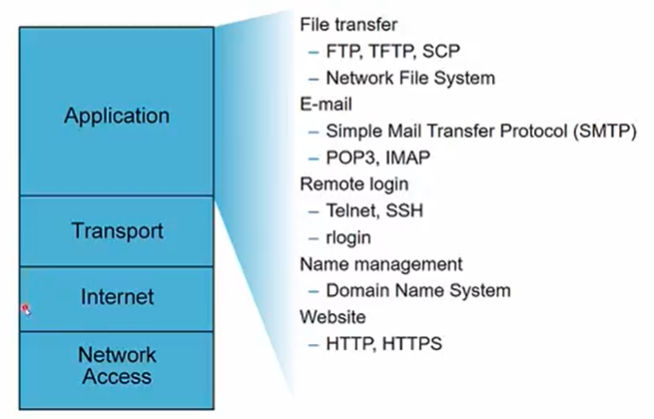 Application
Transport
Internet
Network
Access
File transfer
– FTP, TFTP, SCP
– Network File System
E-mail
– Simple Mail Transfer Protocol (SMTP)
– POP3, IMAP
Remote login
– Telnet, SSH
– rlogin
Name management
– Domain Name System
Website
– HTTP, HTTPS